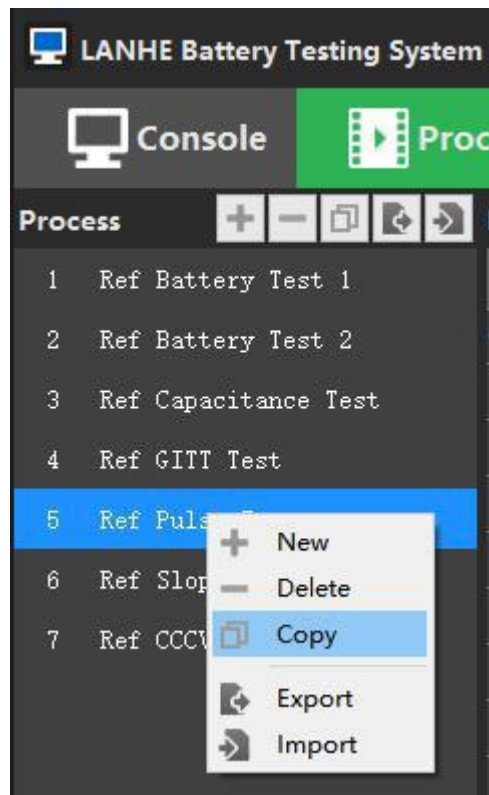 LANHE Battery Testing System
Console
Process
1 Ref Battery Test 1
2 Ref Battery Test 2
3 Ref Capacitance Test
4 Ref GITT Test
5 Ref Puls
6 Ref Slop
7 Ref CCCV
New
Delete
Copy
Export
Import